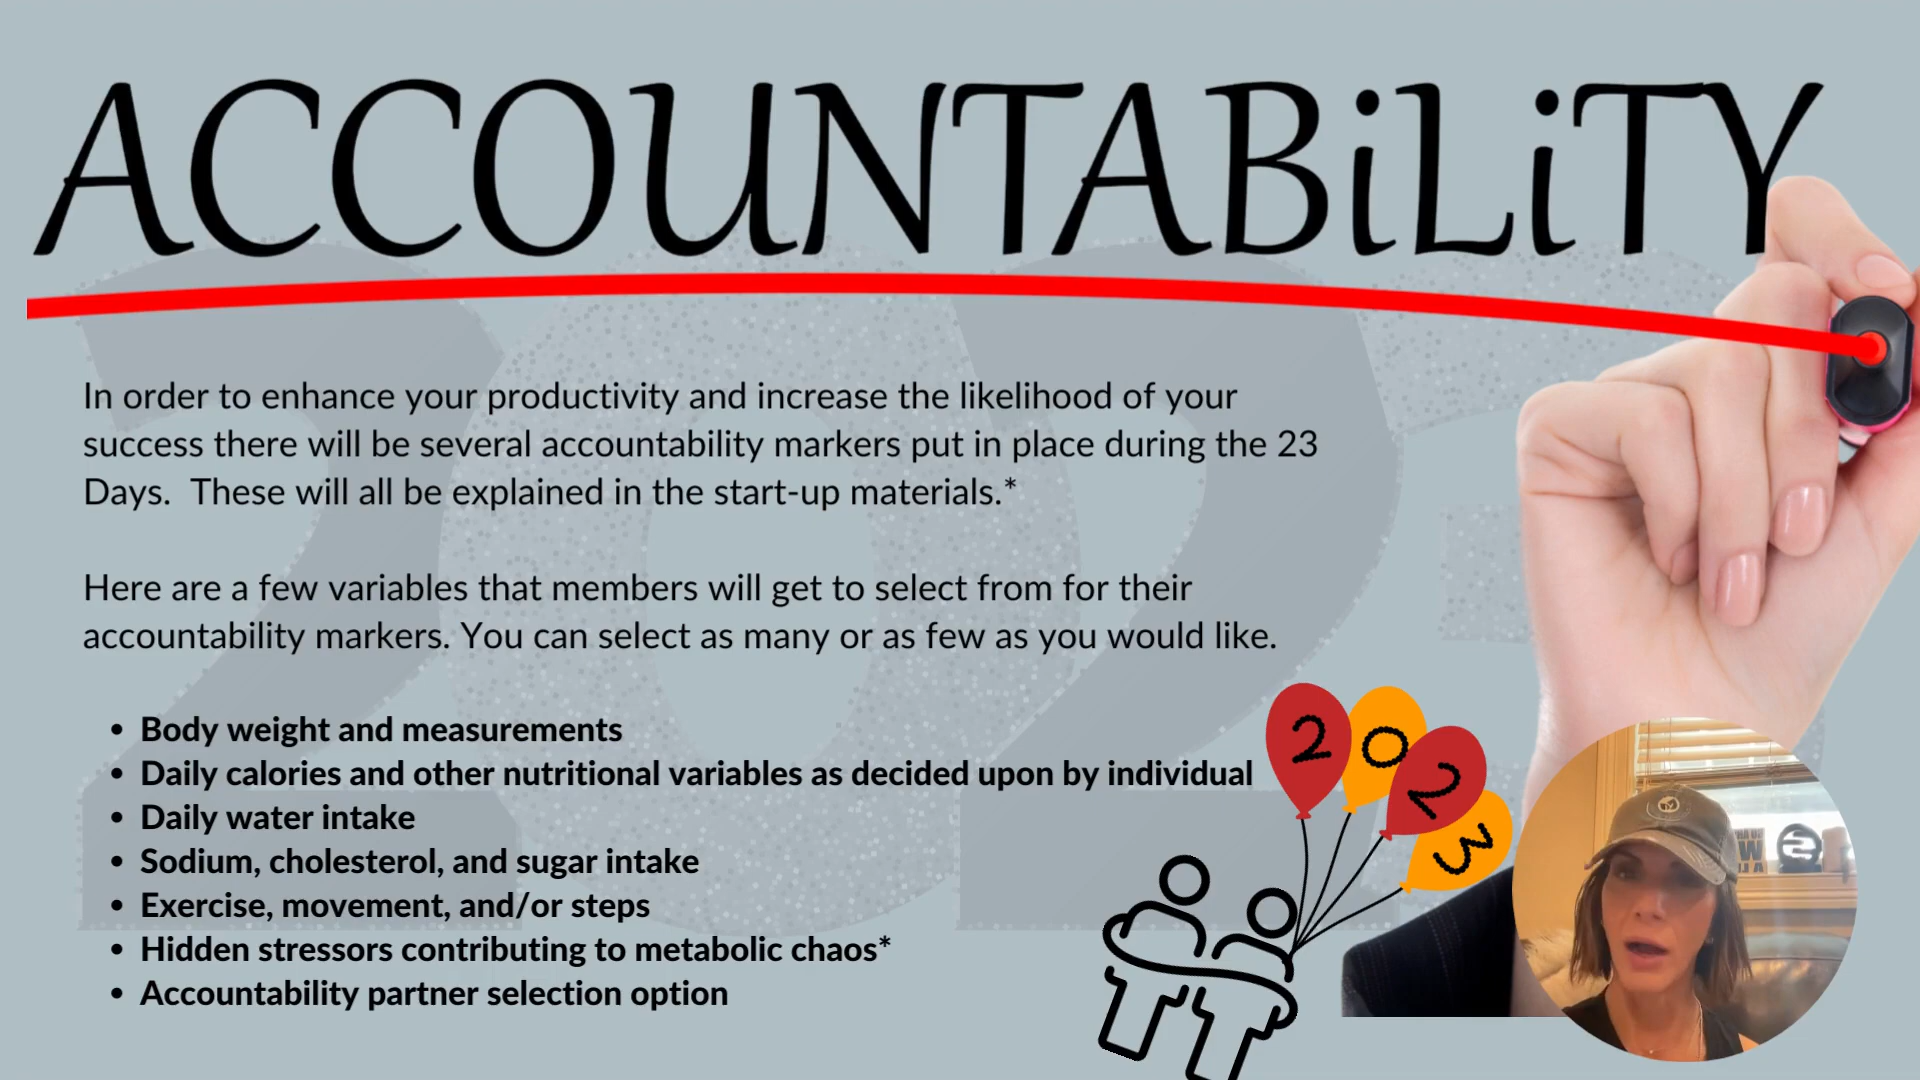 ACCOUNTABiLiTY
In order to enhance your productivity and increase the likelihood of your
success there will be several accountability markers put in place during the 23
Days.  These will all be explained in the start-up materials.*
Here are a few variables that members will get to select from for their
accountability markers. You can select as many or as few as you would like.
• Body weight and measurements
• Daily calories and other nutritional variables as decided upon by individual
• Daily water intake
• Sodium, cholesterol, and sugar intake
• Exercise, movement, and/or steps
• Hidden stressors contributing to metabolic chaos*
• Accountability partner selection option
2023
2023